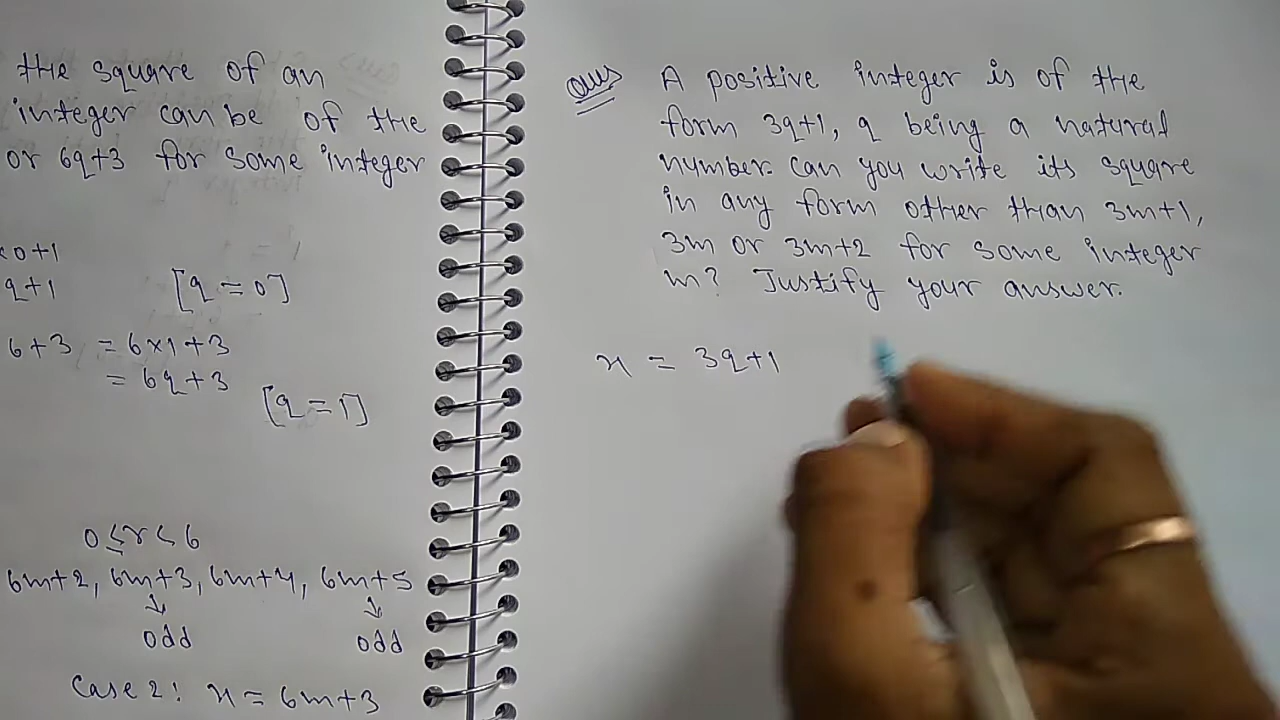 the square of an
integer can be of the
or 6q+3 for some integer
×0+1
q+1 [q=0]
6+3 = 6×1+3
= 6q+3
[q=1]
0≤r<6
6m+2, 6m+3, 6m+4, 6m+5
odd odd
Case 2: n = 6m+3
Ques A positive integer is of the
form 3q+1, q being a natural
number. Can you write its square
in any form other than 3m+1,
3m or 3m+2 for some integer
m? Justify your answer.
n = 3q+1